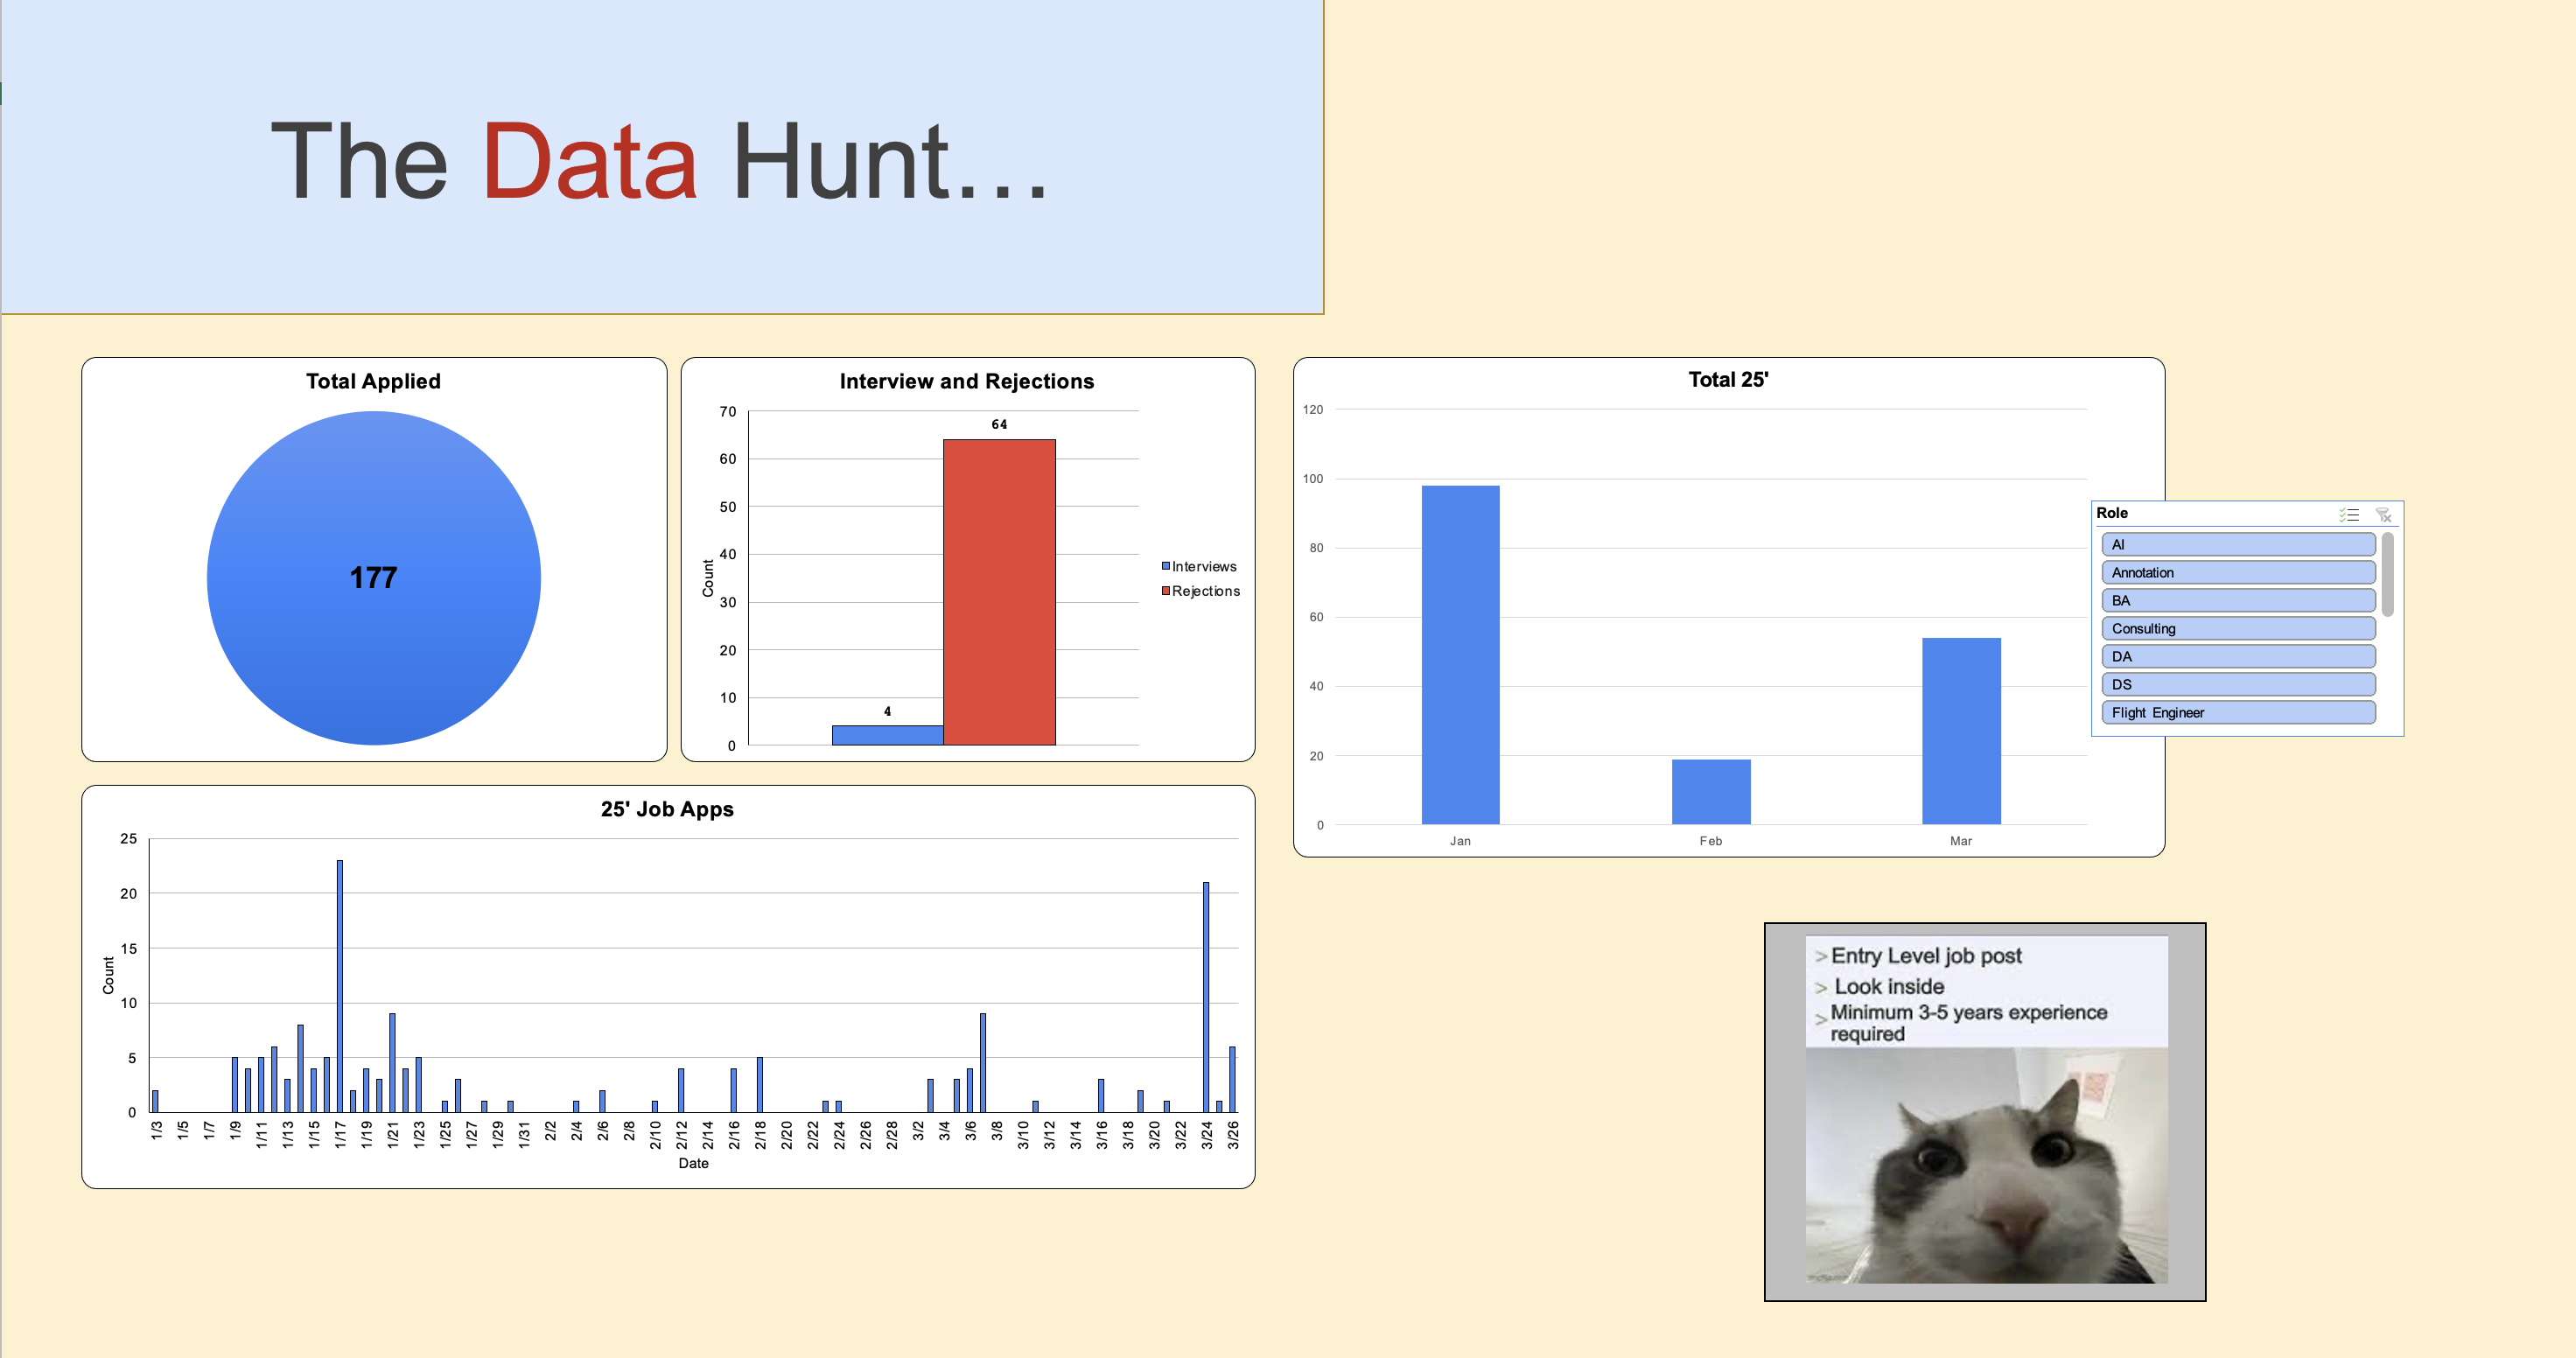 The Data Hunt...
Total Applied
177
Interview and Rejections
70
60
50
40
30
20
10
0
Count
64
4
Interviews
Rejections
Total 25'
120
100
80
60
40
20
0
Jan Feb Mar
Role
AI
Annotation
BA
Consulting
DA
DS
Flight Engineer
25' Job Apps
25
20
15
10
5
0
Count
1/3 1/5 1/7 1/9 1/11 1/13 1/15 1/17 1/19 1/21 1/23 1/25 1/27 1/29 1/31 2/2 2/4 2/6 2/8 2/10 2/12 2/14 2/16 2/18 2/20 2/22 2/24 2/26 2/28 3/2 3/4 3/6 3/8 3/10 3/12 3/14 3/16 3/18 3/20 3/22 3/24 3/26
Date
> Entry Level job post
> Look inside
> Minimum 3-5 years experience
required